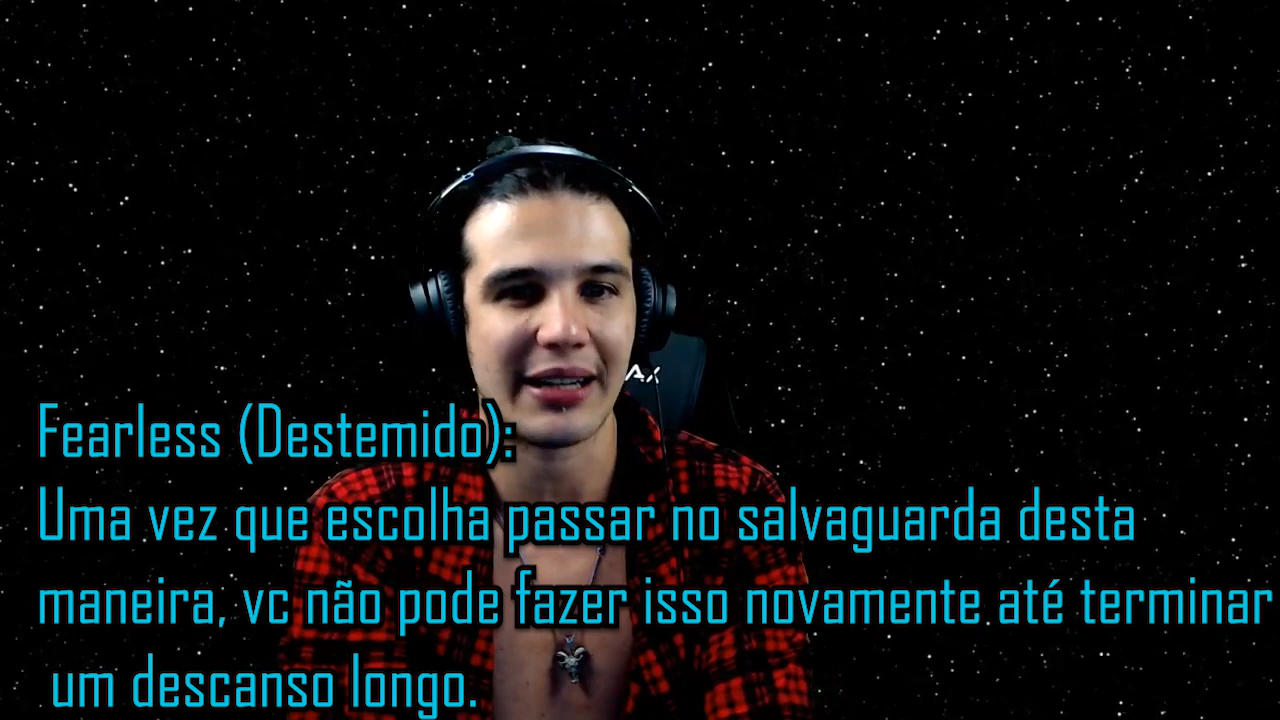 Fearless (Destemido):
Uma vez que escolha passar no salvaguarda desta
maneira, vc não pode fazer isso novamente até terminar
um descanso longo.
AX